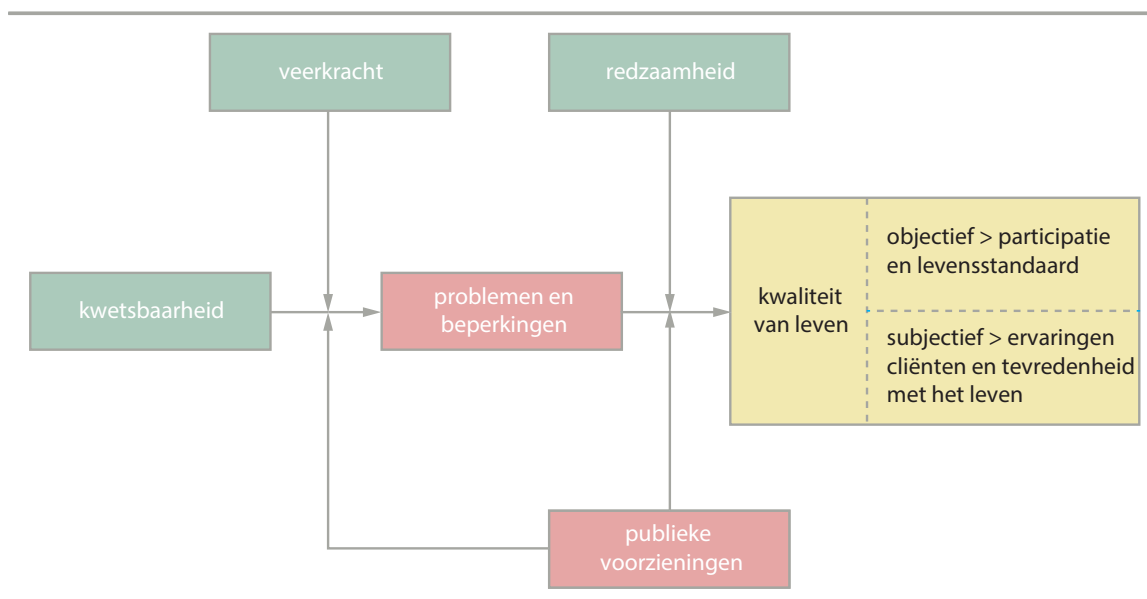 veerkracht
redzaamheid
kwetsbaarheid
problemen en
beperkingen
kwaliteit
van leven
objectief > participatie
en levensstandaard
subjectief > ervaringen
cliënten en tevredenheid
met het leven
publieke
voorzieningen